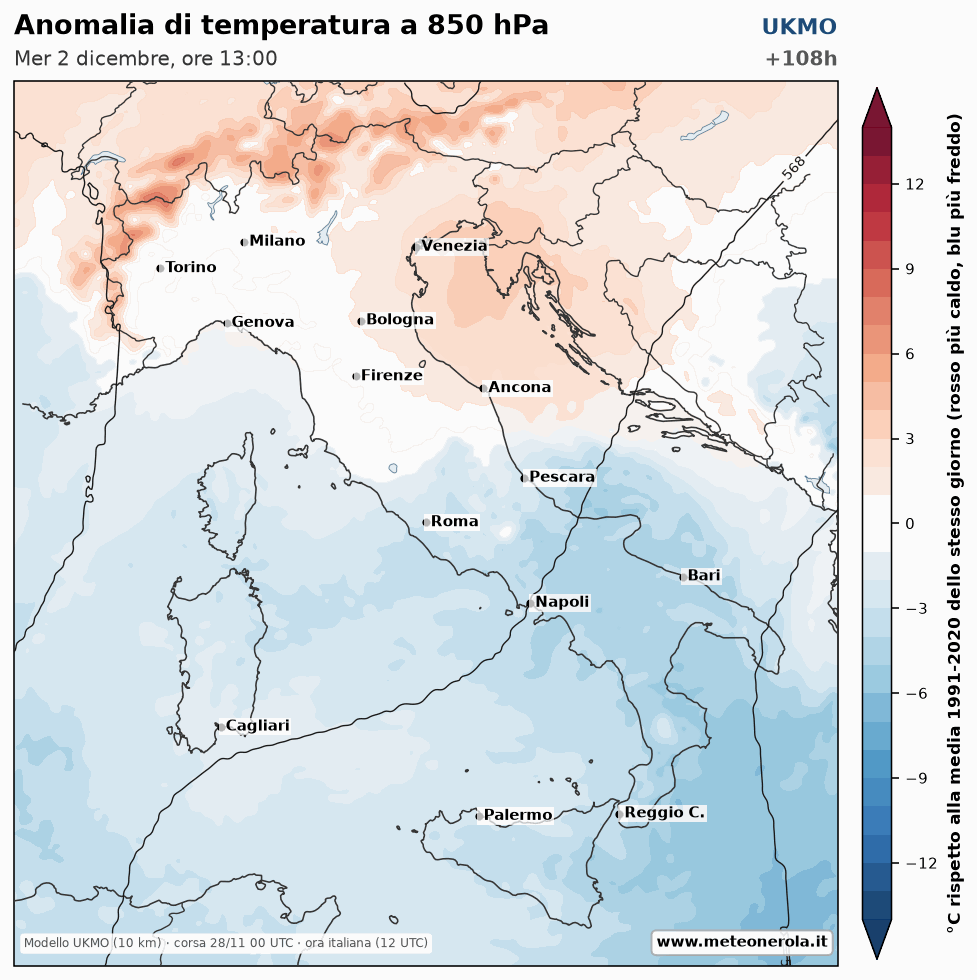 Anomalia di temperatura a 850 hPa
UKMO
Mer 2 dicembre, ore 13:00
+108h
568
Milano
Venezia
Torino
Genova
Bologna
Firenze
Ancona
Pescara
Roma
Bari
Napoli
Cagliari
Palermo
Reggio C.
Modello UKMO (10 km) · corsa 28/11 00 UTC · ora italiana (12 UTC)
www.meteonerola.it
12
9
6
3
0
−3
−6
−9
−12
°C rispetto alla media 1991-2020 dello stesso giorno (rosso più caldo, blu più freddo)